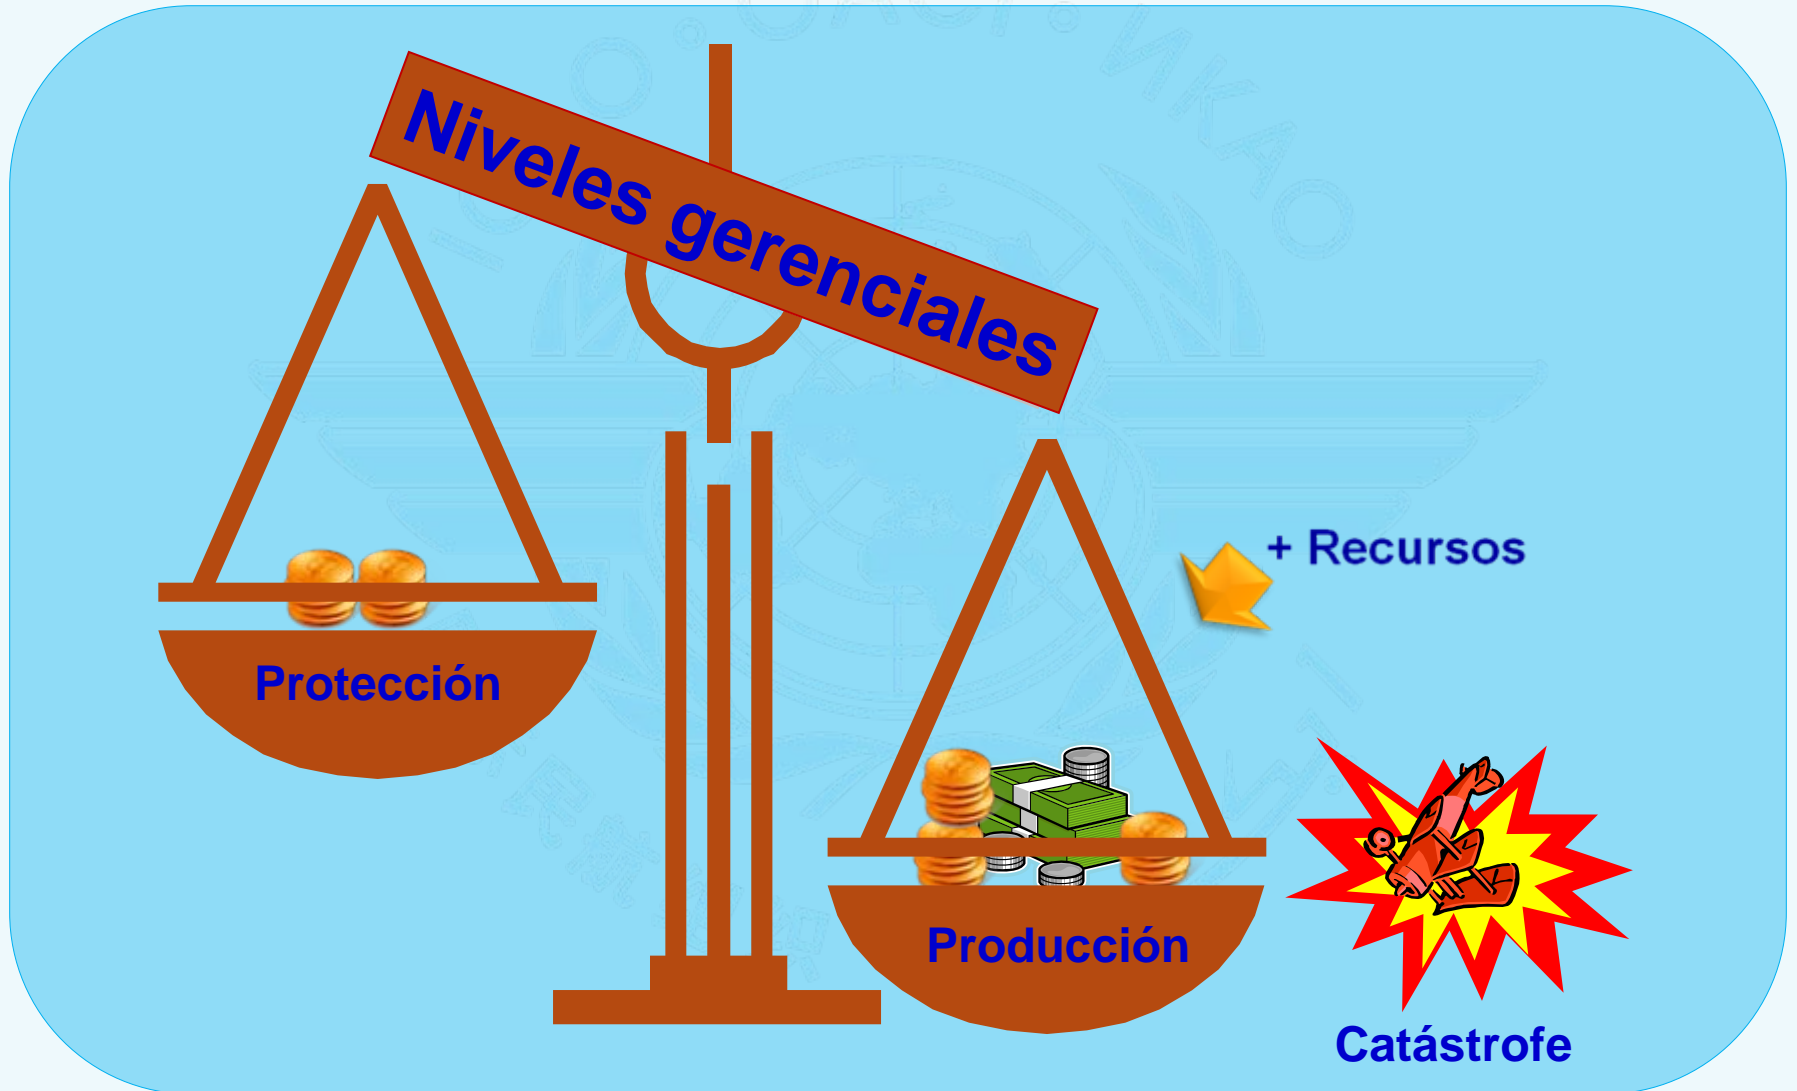 Niveles gerenciales
+ Recursos
Protección
Producción
Catástrofe